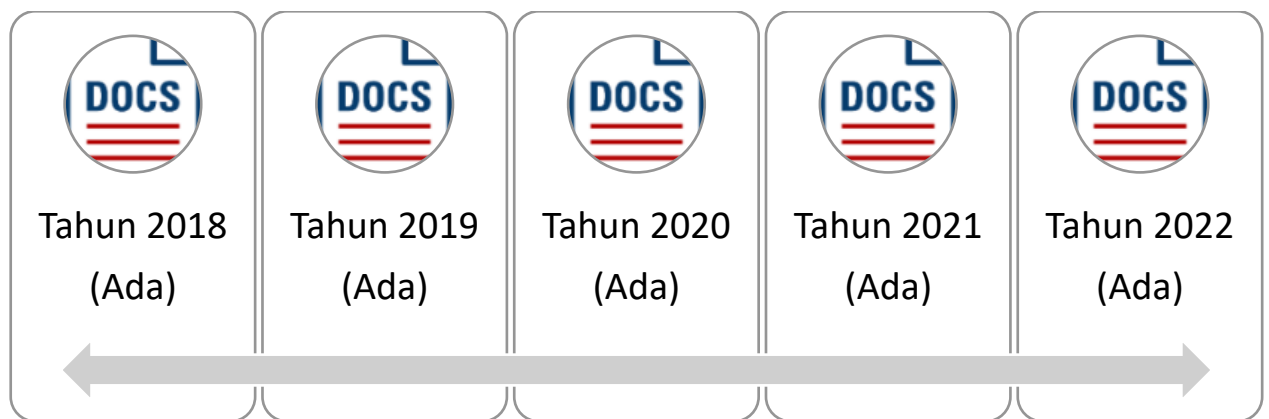 DOCS
Tahun 2018
(Ada)
DOCS
Tahun 2019
(Ada)
DOCS
Tahun 2020
(Ada)
DOCS
Tahun 2021
(Ada)
DOCS
Tahun 2022
(Ada)